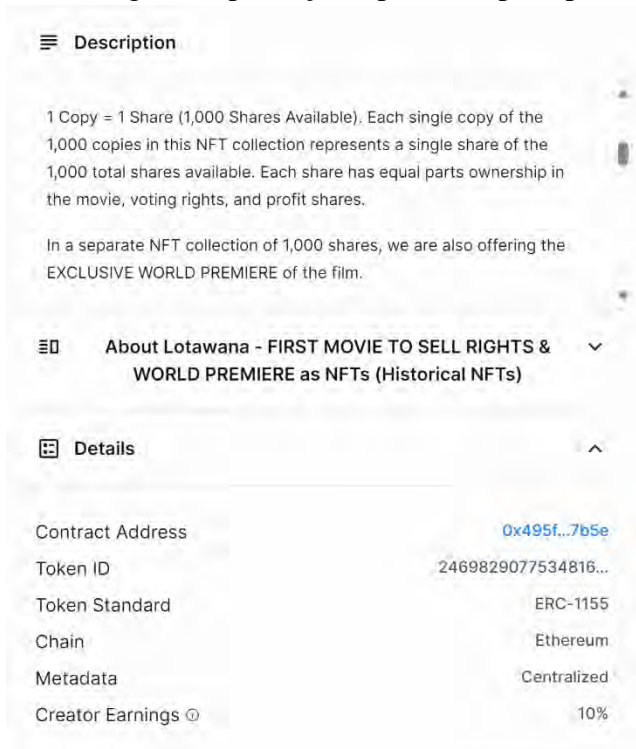 Description
1 Copy = 1 Share (1,000 Shares Available). Each single copy of the
1,000 copies in this NFT collection represents a single share of the
1,000 total shares available. Each share has equal parts ownership in
the movie, voting rights, and profit shares.
In a separate NFT collection of 1,000 shares, we are also offering the
EXCLUSIVE WORLD PREMIERE of the film.
About Lotawana - FIRST MOVIE TO SELL RIGHTS &
WORLD PREMIERE as NFTs (Historical NFTs)
Details
Contract Address 0x495f...7b5e
Token ID 2469829077534816...
Token Standard ERC-1155
Chain Ethereum
Metadata Centralized
Creator Earnings 10%